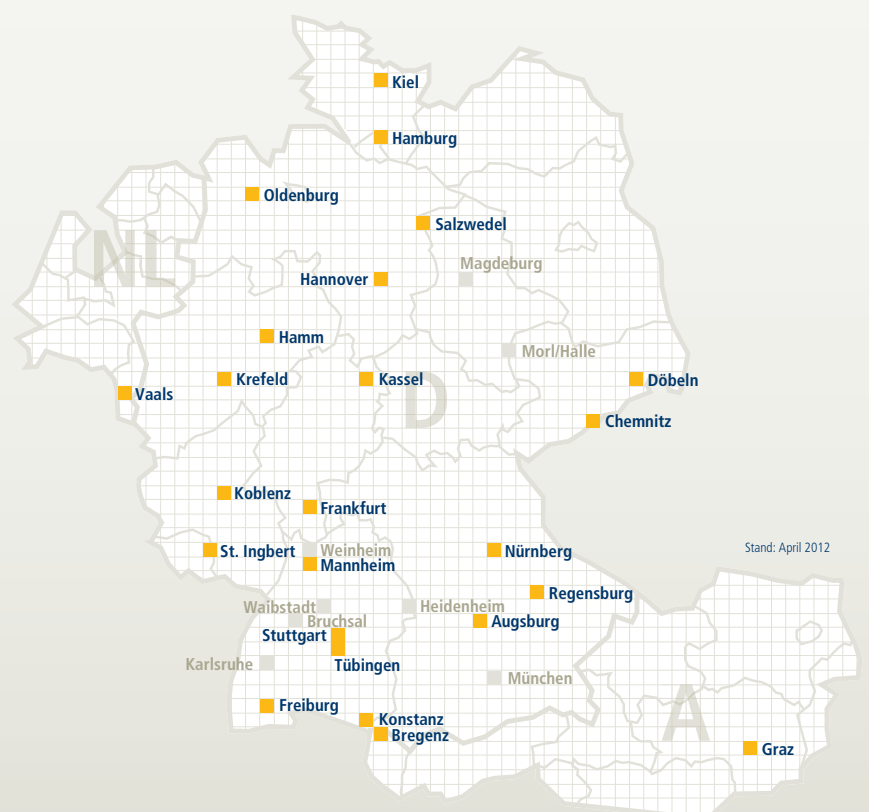 Kiel
Hamburg
Oldenburg
Salzwedel
NL
Magdeburg
Hannover
Hamm
Morl/Halle
Krefeld
Kassel
Döbeln
Vaals
D
Chemnitz
Koblenz
Frankfurt
St. Ingbert
Weinheim
Nürnberg
Stand: April 2012
Mannheim
Regensburg
Waibstadt
Heidenheim
Bruchsal
Augsburg
Stuttgart
Karlsruhe
Tübingen
München
Freiburg
A
Konstanz
Bregenz
Graz